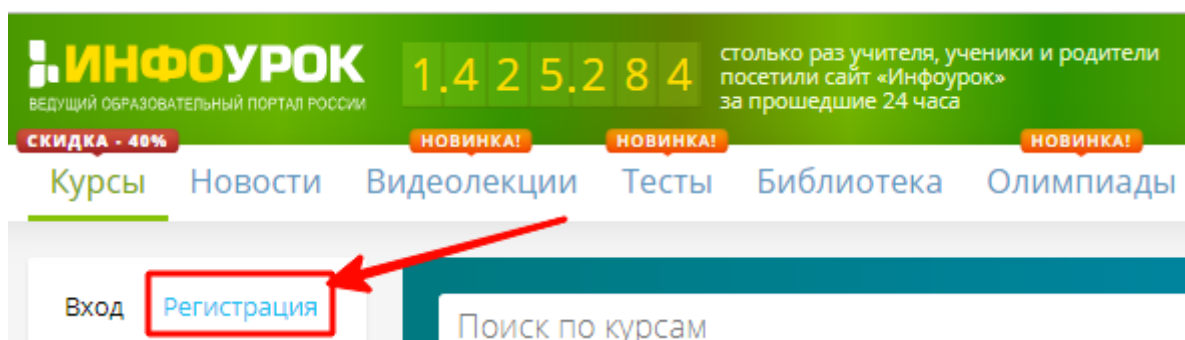 ИНФОУРОК
ВЕДУЩИЙ ОБРАЗОВАТЕЛЬНЫЙ ПОРТАЛ РОССИИ
1.425.284
столько раз учителя, ученики и родители
посетили сайт «Инфоурок»
за прошедшие 24 часа
СКИДКА - 40% НОВИНКА! НОВИНКА! НОВИНКА!
Курсы Новости Видеолекции Тесты Библиотека Олимпиады
Вход Регистрация
Поиск по курсам